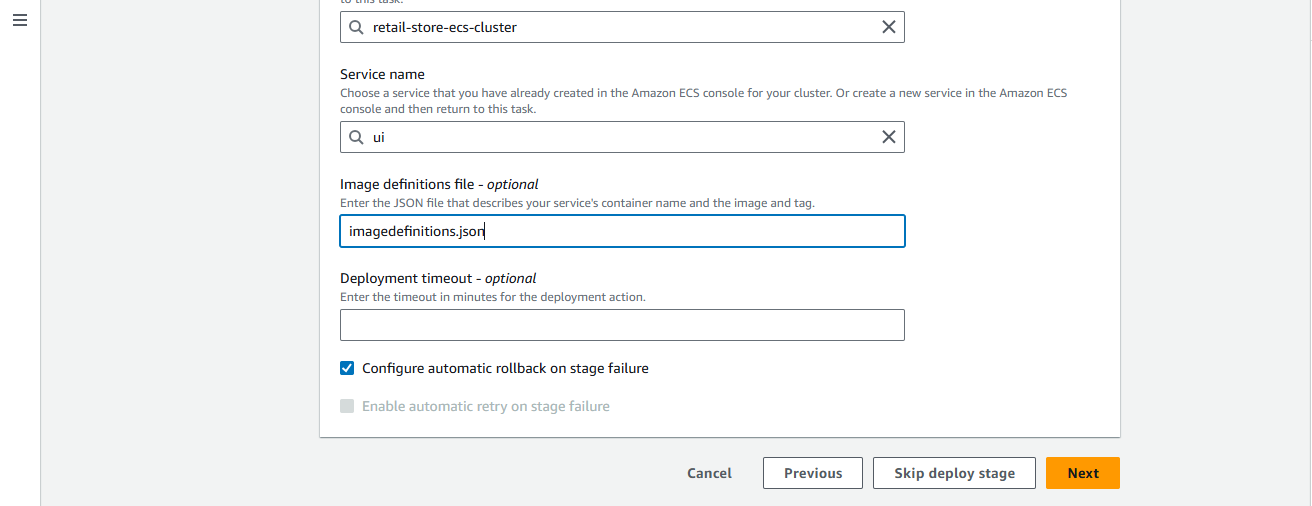 to this task.
retail-store-ecs-cluster
Service name
Choose a service that you have already created in the Amazon ECS console for your cluster. Or create a new service in the Amazon ECS
console and then return to this task.
ui
Image definitions file - optional
Enter the JSON file that describes your service's container name and the image and tag.
imagedefinitions.json
Deployment timeout - optional
Enter the timeout in minutes for the deployment action.
Configure automatic rollback on stage failure
Enable automatic retry on stage failure
Cancel
Previous
Skip deploy stage
Next